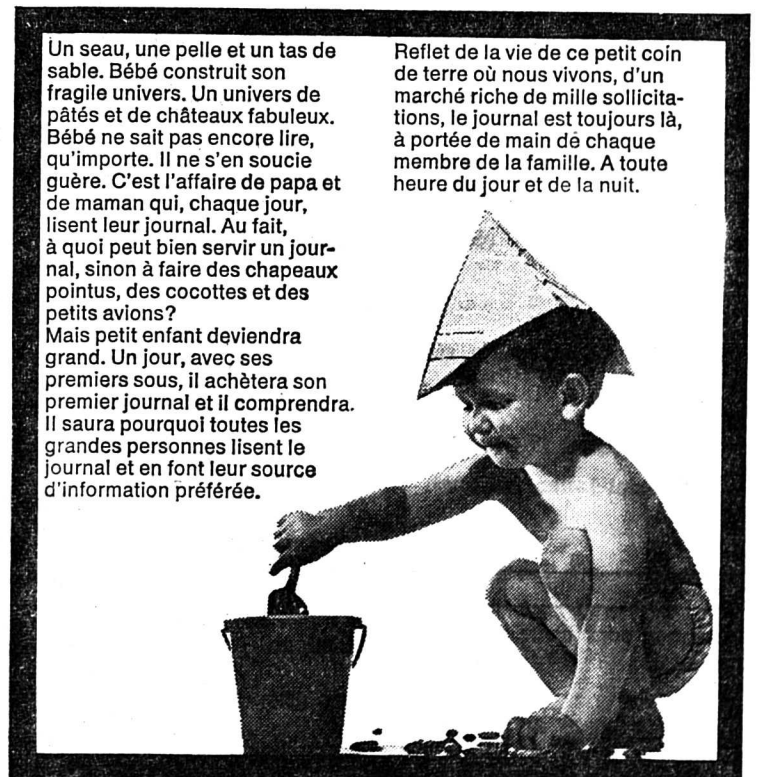 Un seau, une pelle et un tas de
sable. Bébé construit son
fragile univers. Un univers de
pâtés et de châteaux fabuleux.
Bébé ne sait pas encore lire,
qu'importe. Il ne s'en soucie
guère. C'est l'affaire de papa et
de maman qui, chaque jour,
lisent leur journal. Au fait,
à quoi peut bien servir un jour-
nal, sinon à faire des chapeaux
pointus, des cocottes et des
petits avions?
Mais petit enfant deviendra
grand. Un jour, avec ses
premiers sous, il achètera son
premier journal et il comprendra.
Il saura pourquoi toutes les
grandes personnes lisent le
journal et en font leur source
d'information préférée.
Reflet de la vie de ce petit coin
de terre où nous vivons, d'un
marché riche de mille sollicita-
tions, le journal est toujours là,
à portée de main de chaque
membre de la famille. A toute
heure du jour et de la nuit.